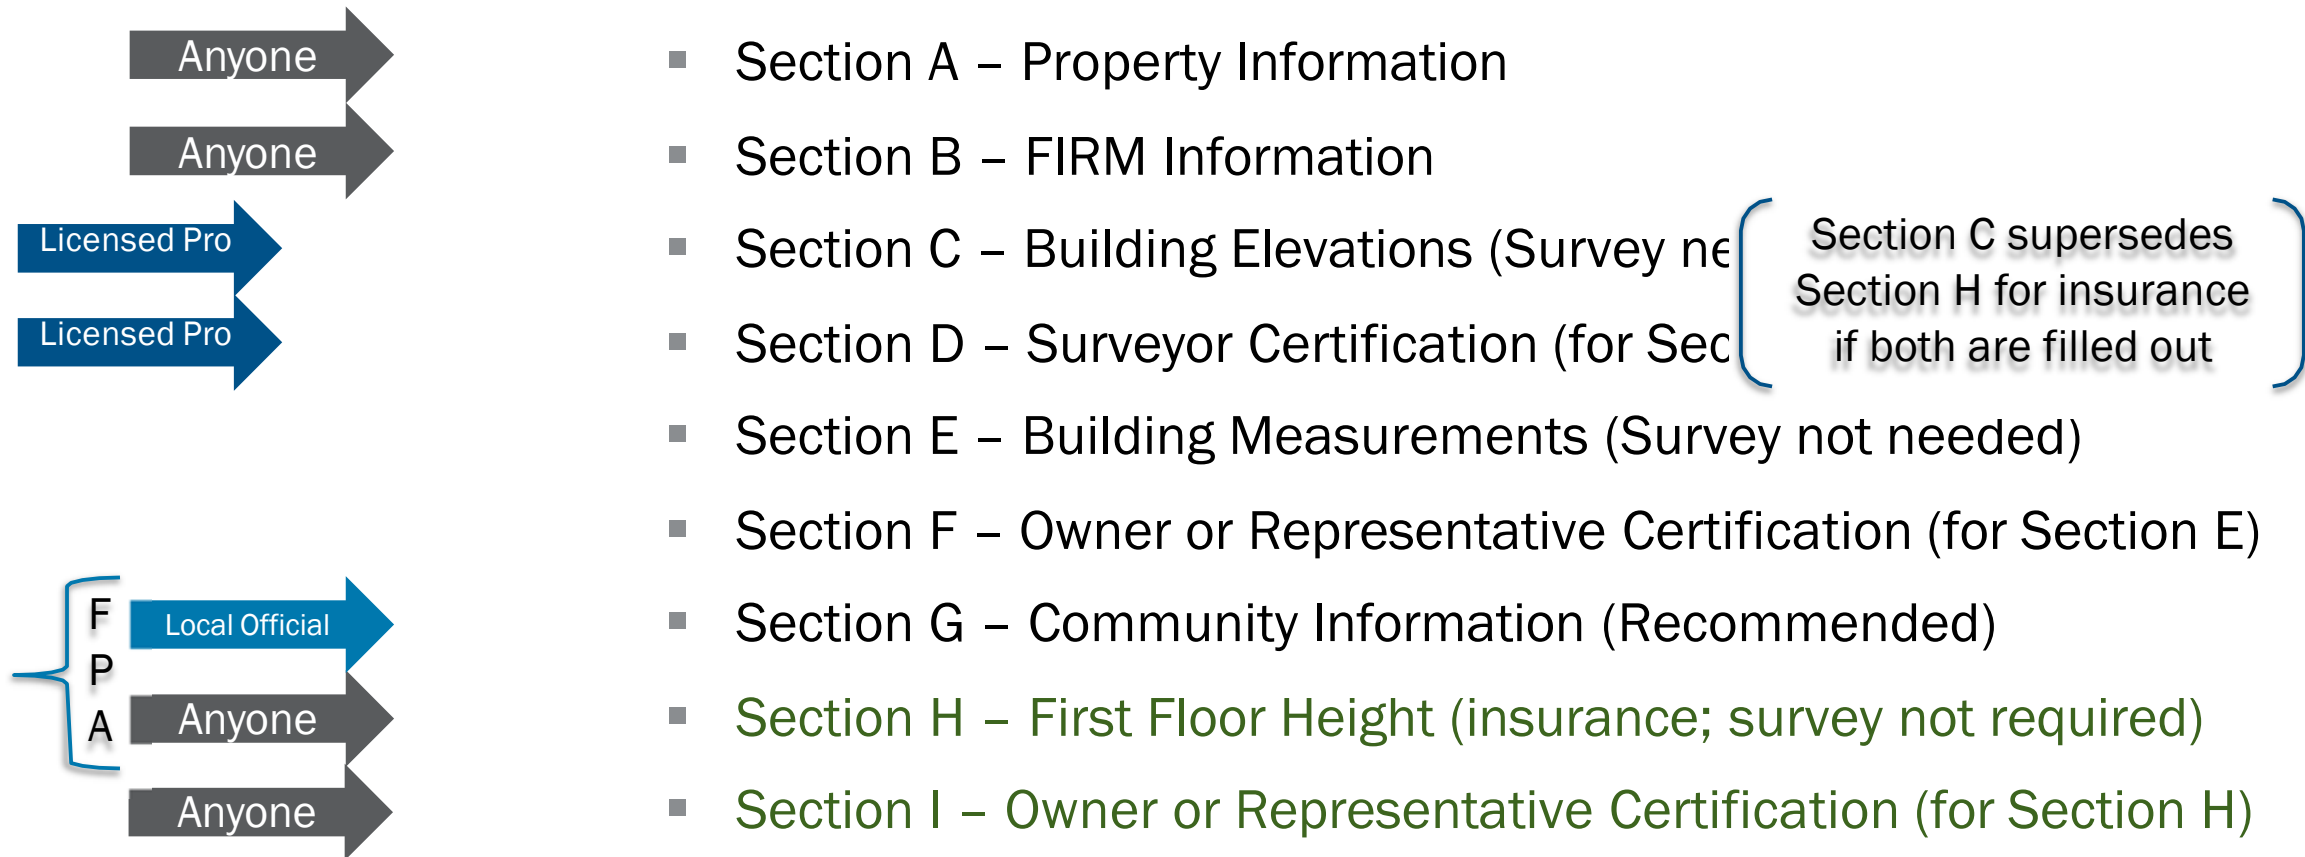 Anyone
Section A – Property Information
Anyone
Section B – FIRM Information
Licensed Pro
Section C – Building Elevations (Survey ne
Section C supersedes
Section H for insurance
if both are filled out
Licensed Pro
Section D – Surveyor Certification (for Sec
Section E – Building Measurements (Survey not needed)
Section F – Owner or Representative Certification (for Section E)
F
P
A
Local Official
Section G – Community Information (Recommended)
Anyone
Section H – First Floor Height (insurance; survey not required)
Anyone
Section I – Owner or Representative Certification (for Section H)